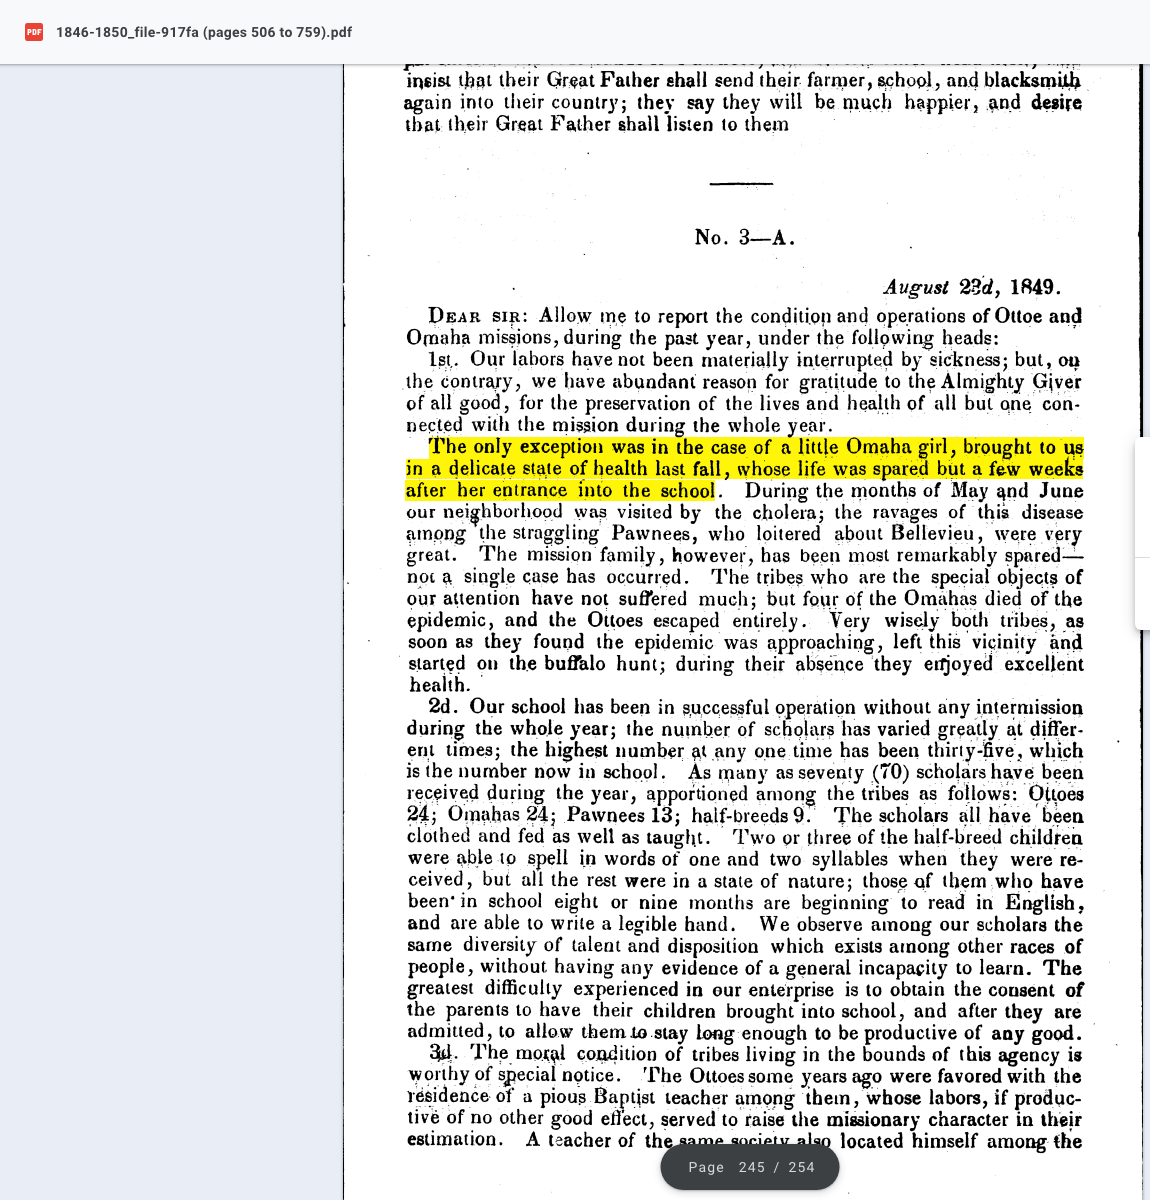 PDF 1846-1850_file-917fa (pages 506 to 759).pdf
insist that their Great Father shall send their farmer, school, and blacksmith
again into their country; they say they will be much happier, and desire
that their Great Father shall listen to them
No. 3—A.
August 23d, 1849.
DEAR SIR: Allow me to report the condition and operations of Ottoe and
Omaha missions, during the past year, under the following heads:
1st. Our labors have not been materially interrupted by sickness; but, on
the contrary, we have abundant reason for gratitude to the Almighty Giver
of all good, for the preservation of the lives and health of all but one con-
nected with the mission during the whole year.
The only exception was in the case of a little Omaha girl, brought to us
in a delicate state of health last fall, whose life was spared but a few weeks
after her entrance into the school. During the months of May and June
our neighborhood was visited by the cholera; the ravages of this disease
among the straggling Pawnees, who loitered about Bellevieu, were very
great. The mission family, however, has been most remarkably spared—
not a single case has occurred. The tribes who are the special objects of
our attention have not suffered much; but four of the Omahas died of the
epidemic, and the Ottoes escaped entirely. Very wisely both tribes, as
soon as they found the epidemic was approaching, left this vicinity and
started on the buffalo hunt; during their absence they enjoyed excellent
health.
2d. Our school has been in successful operation without any intermission
during the whole year; the number of scholars has varied greatly at differ-
ent times; the highest number at any one time has been thirty-five, which
is the number now in school. As many as seventy (70) scholars have been
received during the year, apportioned among the tribes as follows: Ottoes
24; Omahas 24; Pawnees 13; half-breeds 9. The scholars all have been
clothed and fed as well as taught. Two or three of the half-breed children
were able to spell in words of one and two syllables when they were re-
ceived, but all the rest were in a state of nature; those of them who have
been in school eight or nine months are beginning to read in English,
and are able to write a legible hand. We observe among our scholars the
same diversity of talent and disposition which exists among other races of
people, without having any evidence of a general incapacity to learn. The
greatest difficulty experienced in our enterprise is to obtain the consent of
the parents to have their children brought into school, and after they are
admitted, to allow them to stay long enough to be productive of any good.
3d. The moral condition of tribes living in the bounds of this agency is
worthy of special notice. The Ottoes some years ago were favored with the
residence of a pious Baptist teacher among them, whose labors, if produc-
tive of no other good effect, served to raise the missionary character in their
estimation. A teacher of the same society also located himself among the
Page 245 / 254